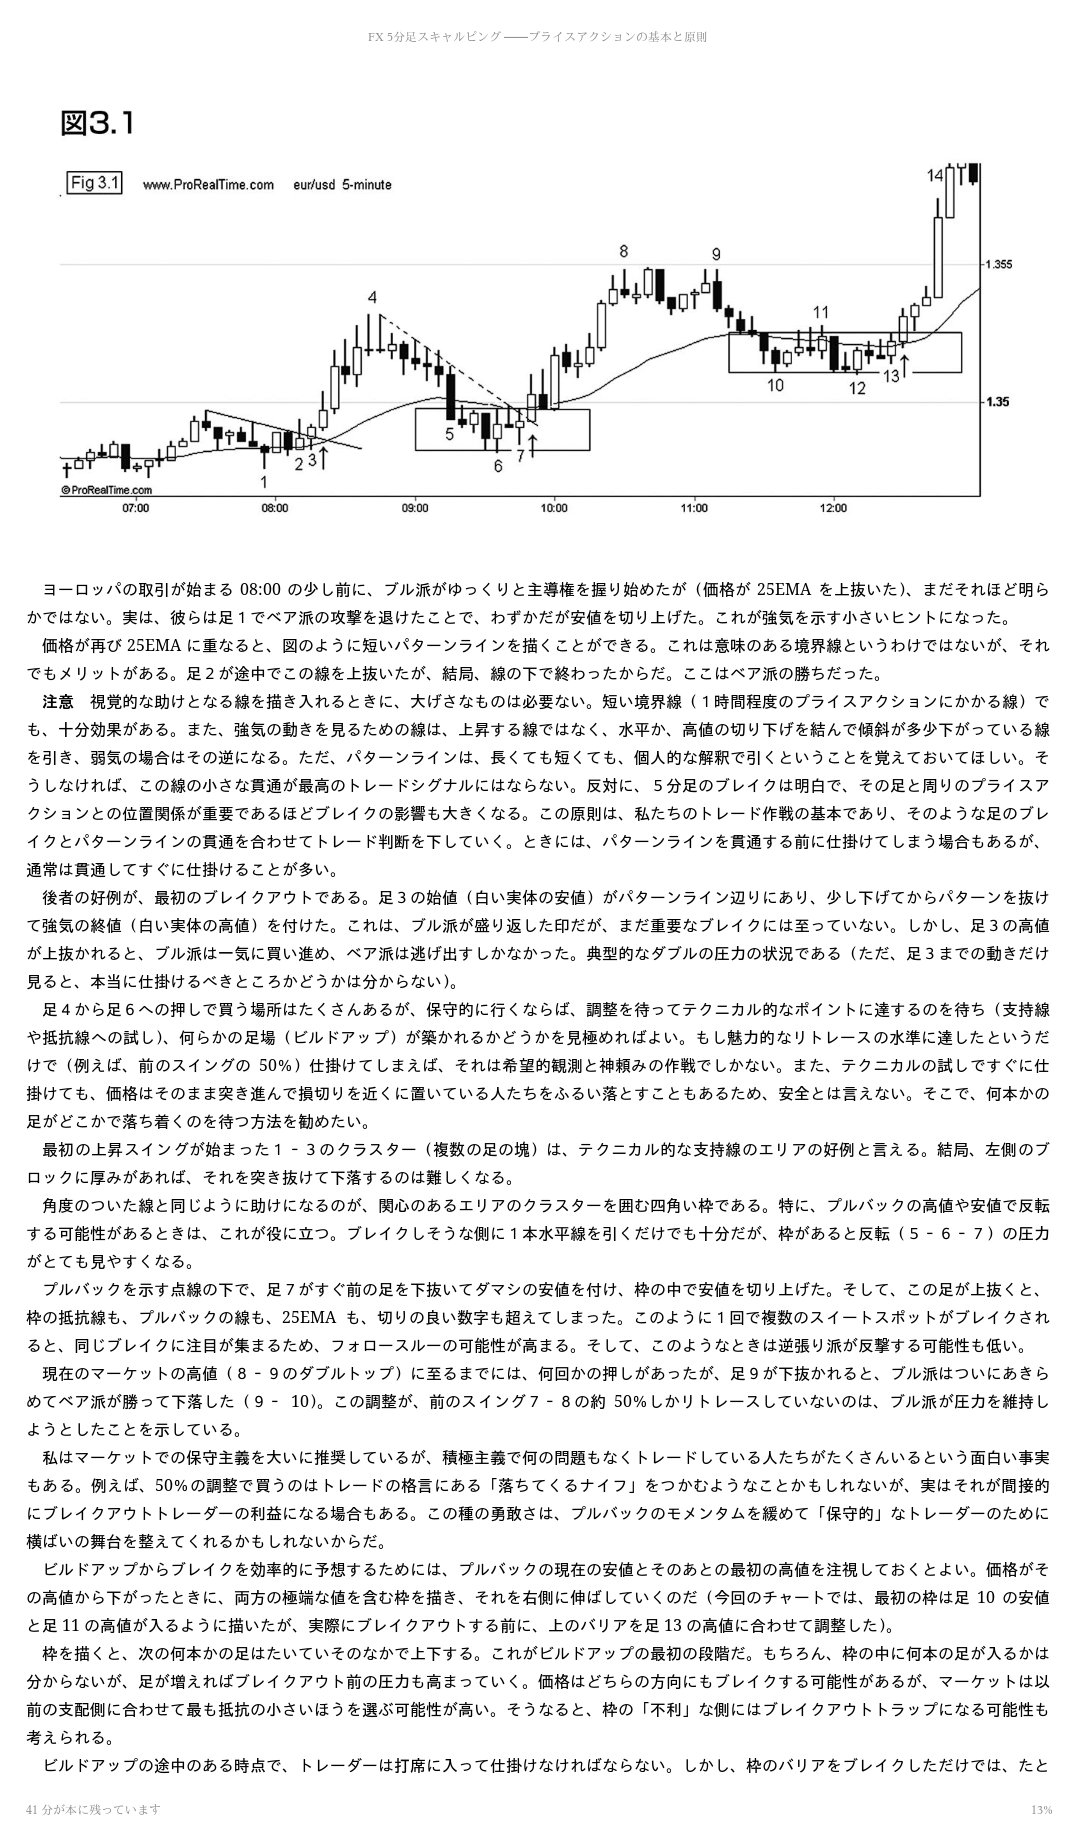 FX 5分足スキャルピング ――プライスアクションの基本と原則
図3.1
Fig 3.1 www.ProRealTime.com eur/usd 5-minute
14
8 9
1.355
4
11
10 12 13
1.35
5
6 7
2 3
1
©ProRealTime.com
07:00 08:00 09:00 10:00 11:00 12:00
ヨーロッパの取引が始まる 08:00 の少し前に、ブル派がゆっくりと主導権を握り始めたが（価格が 25EMA を上抜いた）、まだそれほど明ら
かではない。実は、彼らは足１でベア派の攻撃を退けたことで、わずかだが安値を切り上げた。これが強気を示す小さいヒントになった。
価格が再び 25EMA に重なると、図のように短いパターンラインを描くことができる。これは意味のある境界線というわけではないが、それ
でもメリットがある。足２が途中でこの線を上抜いたが、結局、線の下で終わったからだ。ここはベア派の勝ちだった。
注意　視覚的な助けとなる線を描き入れるときに、大げさなものは必要ない。短い境界線（１時間程度のプライスアクションにかかる線）で
も、十分効果がある。また、強気の動きを見るための線は、上昇する線ではなく、水平か、高値の切り下げを結んで傾斜が多少下がっている線
を引き、弱気の場合はその逆になる。ただ、パターンラインは、長くても短くても、個人的な解釈で引くということを覚えておいてほしい。そ
うしなければ、この線の小さな貫通が最高のトレードシグナルにはならない。反対に、５分足のブレイクは明白で、その足と周りのプライスア
クションとの位置関係が重要であるほどブレイクの影響も大きくなる。この原則は、私たちのトレード作戦の基本であり、そのような足のブレ
イクとパターンラインの貫通を合わせてトレード判断を下していく。ときには、パターンラインを貫通する前に仕掛けてしまう場合もあるが、
通常は貫通してすぐに仕掛けることが多い。
後者の好例が、最初のブレイクアウトである。足３の始値（白い実体の安値）がパターンライン辺りにあり、少し下げてからパターンを抜け
て強気の終値（白い実体の高値）を付けた。これは、ブル派が盛り返した印だが、まだ重要なブレイクには至っていない。しかし、足３の高値
が上抜かれると、ブル派は一気に買い進め、ベア派は逃げ出すしかなかった。典型的なダブルの圧力の状況である（ただ、足３までの動きだけ
見ると、本当に仕掛けるべきところかどうかは分からない）。
足４から足６への押しで買う場所はたくさんあるが、保守的に行くならば、調整を待ってテクニカル的なポイントに達するのを待ち（支持線
や抵抗線への試し）、何らかの足場（ビルドアップ）が築かれるかどうかを見極めればよい。もし魅力的なリトレースの水準に達したというだ
けで（例えば、前のスイングの 50%）仕掛けてしまえば、それは希望的観測と神頼みの作戦でしかない。また、テクニカルの試しですぐに仕
掛けても、価格はそのまま突き進んで損切りを近くに置いている人たちをふるい落とすこともあるため、安全とは言えない。そこで、何本かの
足がどこかで落ち着くのを待つ方法を勧めたい。
最初の上昇スイングが始まった１‐３のクラスター（複数の足の塊）は、テクニカル的な支持線のエリアの好例と言える。結局、左側のブ
ロックに厚みがあれば、それを突き抜けて下落するのは難しくなる。
角度のついた線と同じように助けになるのが、関心のあるエリアのクラスターを囲む四角い枠である。特に、プルバックの高値や安値で反転
する可能性があるときは、これが役に立つ。ブレイクしそうな側に１本水平線を引くだけでも十分だが、枠があると反転（５‐６‐７）の圧力
がとても見やすくなる。
プルバックを示す点線の下で、足７がすぐ前の足を下抜いてダマシの安値を付け、枠の中で安値を切り上げた。そして、この足が上抜くと、
枠の抵抗線も、プルバックの線も、25EMA も、切りの良い数字も超えてしまった。このように１回で複数のスイートスポットがブレイクされ
ると、同じブレイクに注目が集まるため、フォロースルーの可能性が高まる。そして、このようなときは逆張り派が反撃する可能性も低い。
現在のマーケットの高値（８‐９のダブルトップ）に至るまでには、何回かの押しがあったが、足９が下抜かれると、ブル派はついにあきら
めてベア派が勝って下落した（９‐ 10）。この調整が、前のスイング７‐８の約 50%しかリトレースしていないのは、ブル派が圧力を維持し
ようとしたことを示している。
私はマーケットでの保守主義を大いに推奨しているが、積極主義で何の問題もなくトレードしている人たちがたくさんいるという面白い事実
もある。例えば、50%の調整で買うのはトレードの格言にある「落ちてくるナイフ」をつかむようなことかもしれないが、実はそれが間接的
にブレイクアウトトレーダーの利益になる場合もある。この種の勇敢さは、プルバックのモメンタムを緩めて「保守的」なトレーダーのために
横ばいの舞台を整えてくれるかもしれないからだ。
ビルドアップからブレイクを効率的に予想するためには、プルバックの現在の安値とそのあとの最初の高値を注視しておくとよい。価格がそ
の高値から下がったときに、両方の極端な値を含む枠を描き、それを右側に伸ばしていくのだ（今回のチャートでは、最初の枠は足 10 の安値
と足 11 の高値が入るように描いたが、実際にブレイクアウトする前に、上のバリアを足 13 の高値に合わせて調整した）。
枠を描くと、次の何本かの足はたいていそのなかで上下する。これがビルドアップの最初の段階だ。もちろん、枠の中に何本の足が入るかは
分からないが、足が増えればブレイクアウト前の圧力も高まっていく。価格はどちらの方向にもブレイクする可能性があるが、マーケットは以
前の支配側に合わせて最も抵抗の小さいほうを選ぶ可能性が高い。そうなると、枠の「不利」な側にはブレイクアウトトラップになる可能性も
考えられる。
ビルドアップの途中のある時点で、トレーダーは打席に入って仕掛けなければならない。しかし、枠のバリアをブレイクしただけでは、たと
41 分が本に残っています
13%